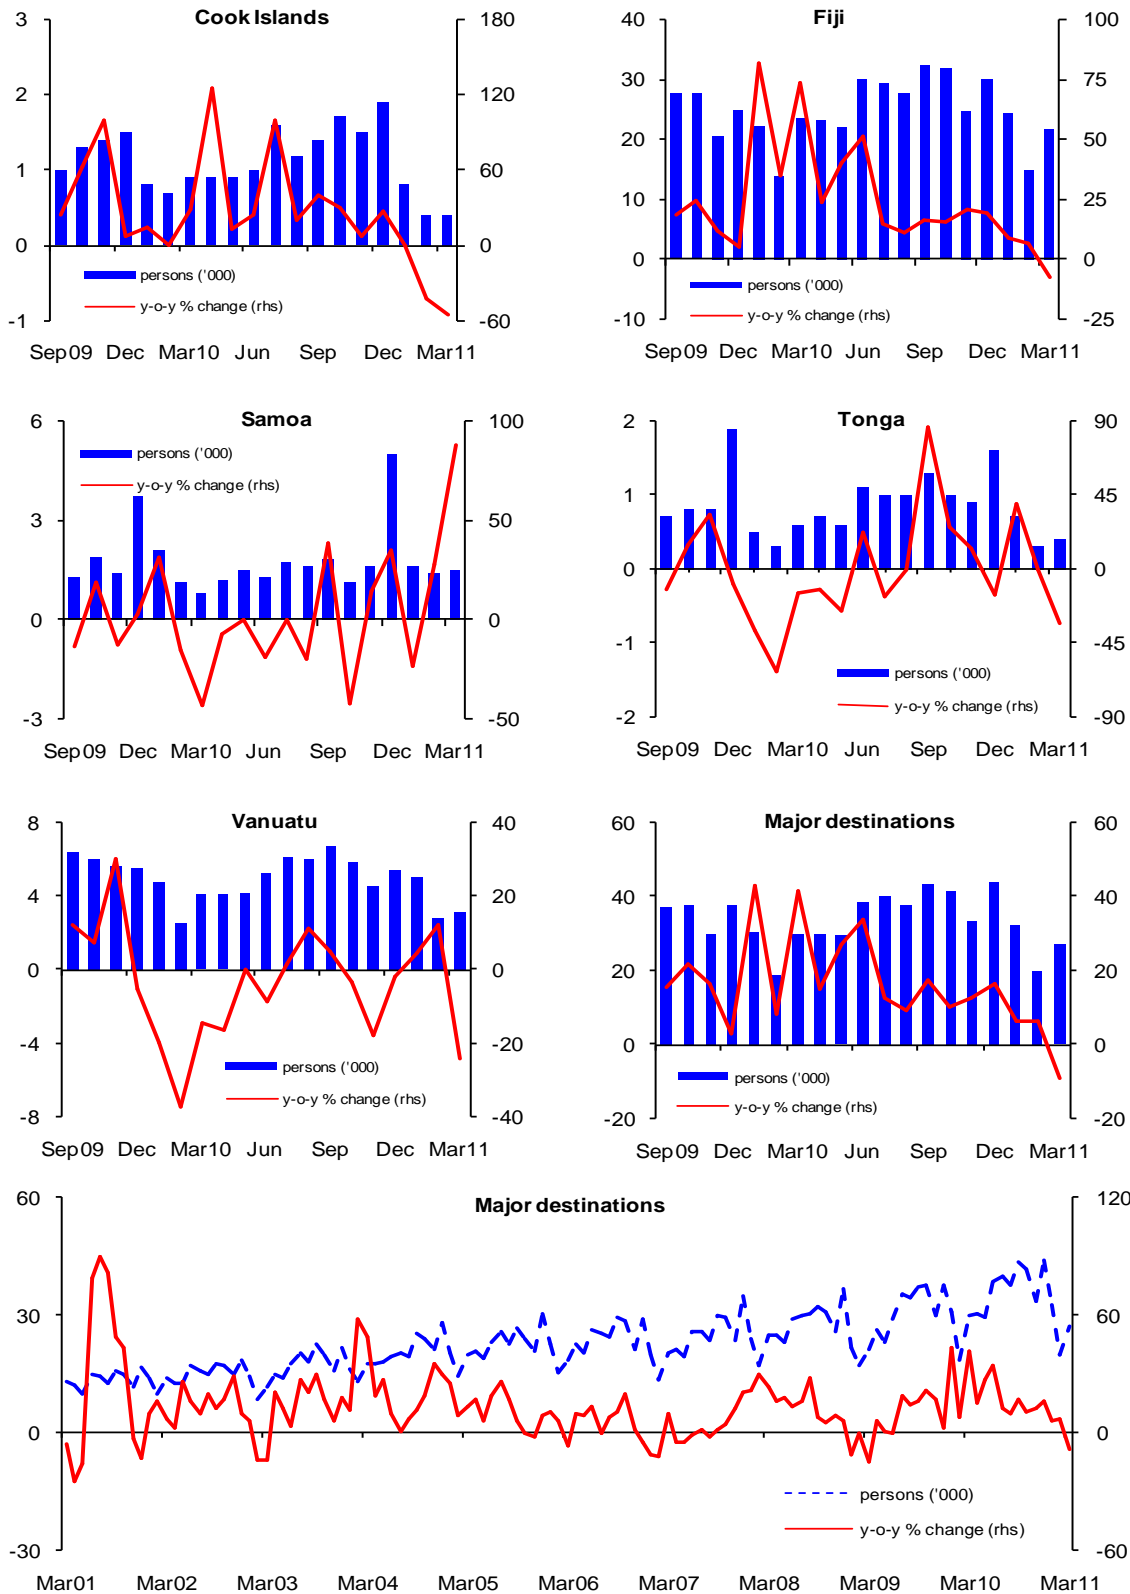 Cook Islands
3
2
1
0
-1
180
120
60
0
-60
persons ('000)
y-o-y % change (rhs)
Sep09 Dec Mar10 Jun Sep Dec Mar11
Fiji
40
30
20
10
0
-10
100
75
50
25
0
-25
persons ('000)
y-o-y % change (rhs)
Sep09 Dec Mar10 Jun Sep Dec Mar11
Samoa
6
3
0
-3
100
50
0
-50
persons ('000)
y-o-y % change (rhs)
Sep09 Dec Mar10 Jun Sep Dec Mar11
Tonga
2
1
0
-1
-2
90
45
0
-45
-90
persons ('000)
y-o-y % change (rhs)
Sep09 Dec Mar10 Jun Sep Dec Mar11
Vanuatu
8
4
0
-4
-8
40
20
0
-20
-40
persons ('000)
y-o-y % change (rhs)
Sep09 Dec Mar10 Jun Sep Dec Mar11
Major destinations
60
40
20
0
-20
60
40
20
0
-20
persons ('000)
y-o-y % change (rhs)
Sep09 Dec Mar10 Jun Sep Dec Mar11
Major destinations
60
30
0
-30
120
60
0
-60
persons ('000)
y-o-y % change (rhs)
Mar01 Mar02 Mar03 Mar04 Mar05 Mar06 Mar07 Mar08 Mar09 Mar10 Mar11